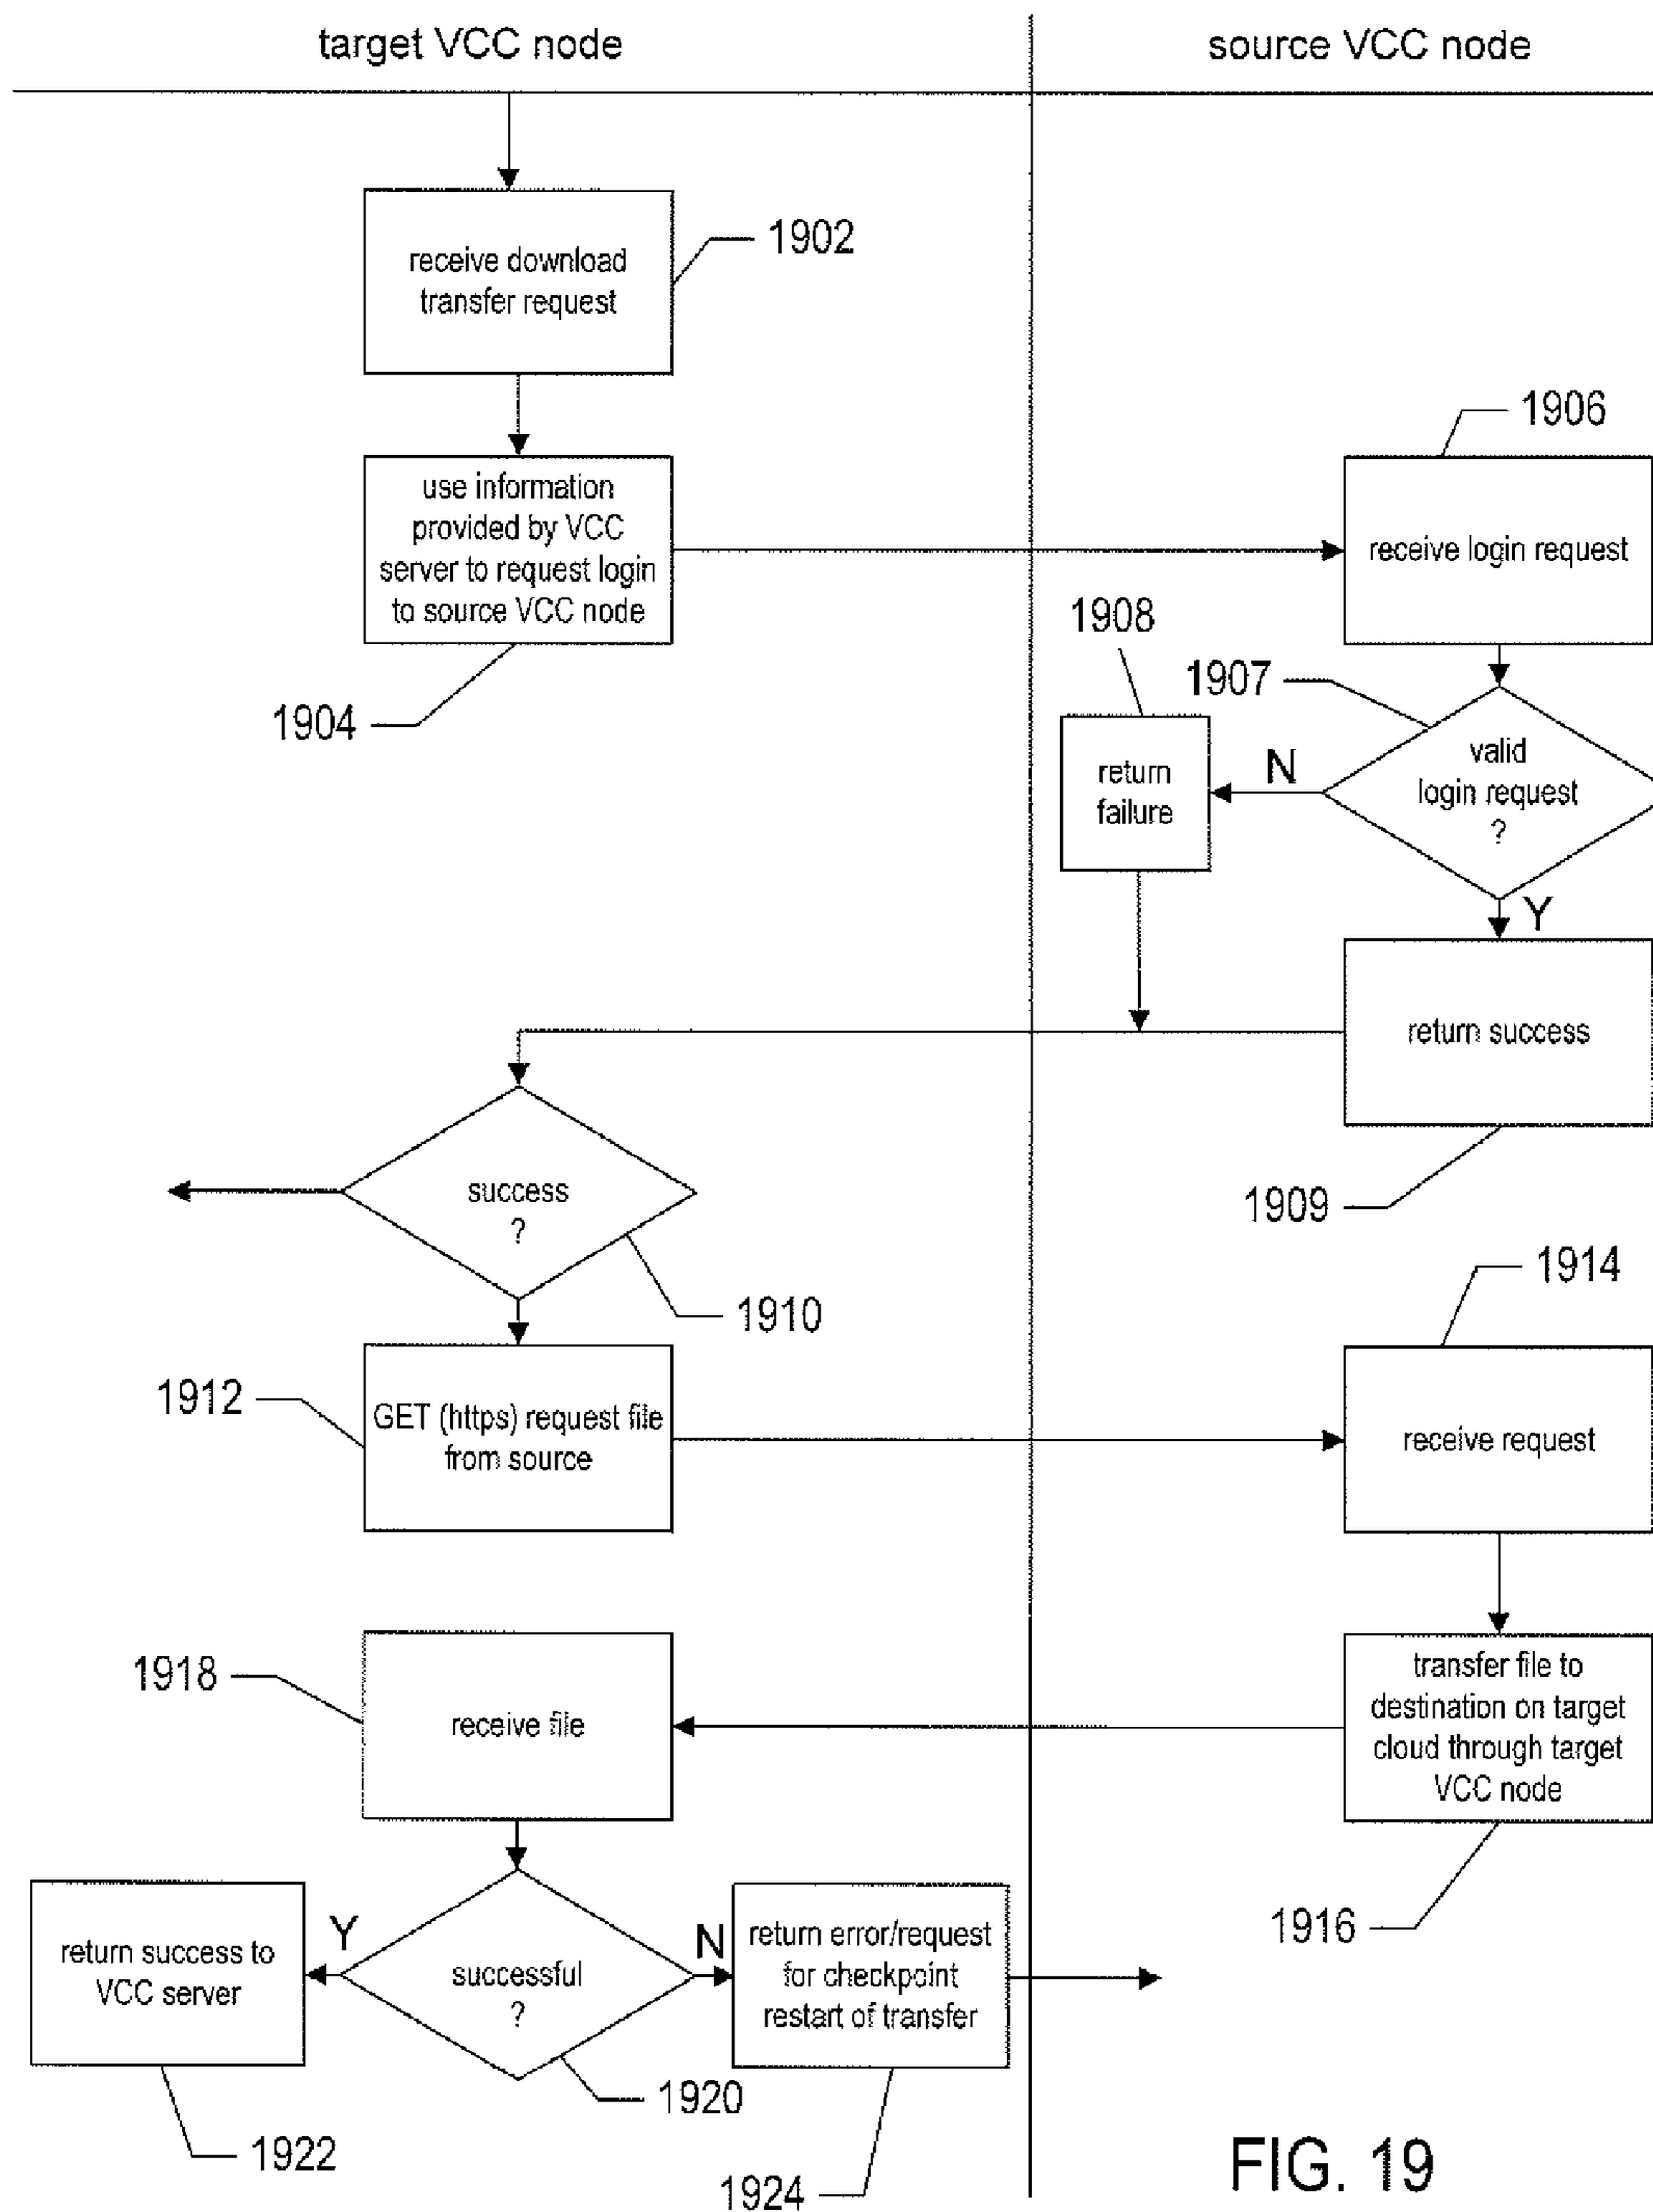 target VCC node
source VCC node
receive download
transfer request
1902
use information
provided by VCC
server to request login
to source VCC node
1904
1906
receive login request
1908
1907
return
failure
N
valid
login request
?
Y
return success
1909
success
?
1910
1912
GET (https) request file
from source
1914
receive request
1918
receive file
transfer file to
destination on target
cloud through target
VCC node
1916
return success to
VCC server
Y
successful
?
N
return error/request
for checkpoint
restart of transfer
1920
1922
1924
FIG. 19